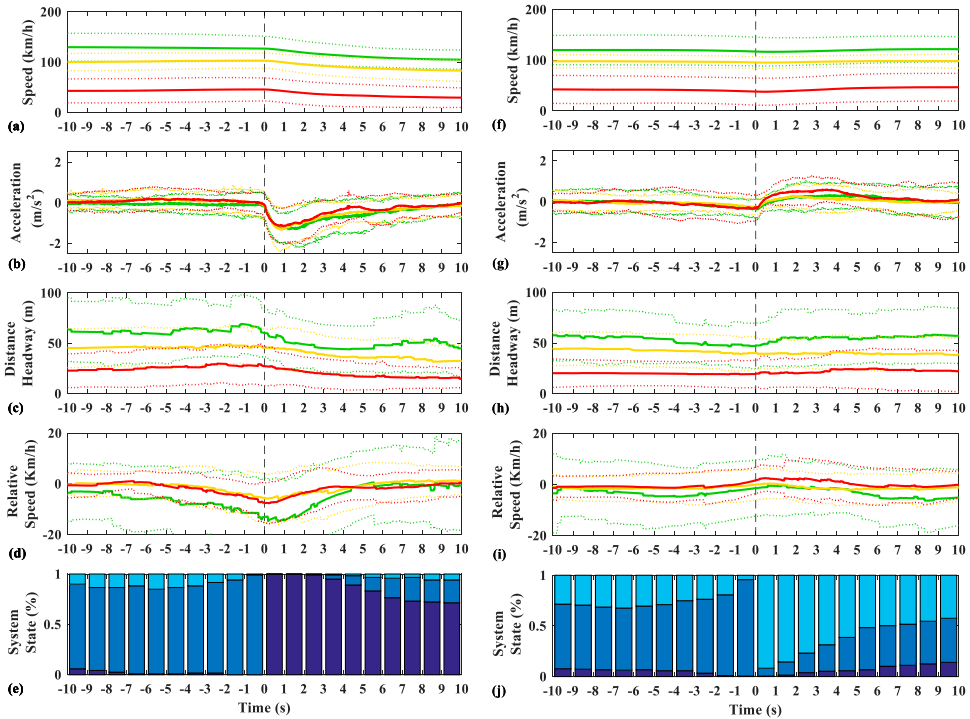 200
100
0
Speed (km/h)
(a)
-10 -9 -8 -7 -6 -5 -4 -3 -2 -1 0 1 2 3 4 5 6 7 8 9 10
200
100
0
Speed (km/h)
(f)
-10 -9 -8 -7 -6 -5 -4 -3 -2 -1 0 1 2 3 4 5 6 7 8 9 10
2
0
-2
Acceleration
(m/s²)
(b)
-10 -9 -8 -7 -6 -5 -4 -3 -2 -1 0 1 2 3 4 5 6 7 8 9 10
2
0
-2
Acceleration
(m/s²)
(g)
-10 -9 -8 -7 -6 -5 -4 -3 -2 -1 0 1 2 3 4 5 6 7 8 9 10
100
50
0
Distance
Headway (m)
(c)
-10 -9 -8 -7 -6 -5 -4 -3 -2 -1 0 1 2 3 4 5 6 7 8 9 10
100
50
0
Distance
Headway (m)
(h)
-10 -9 -8 -7 -6 -5 -4 -3 -2 -1 0 1 2 3 4 5 6 7 8 9 10
20
0
-20
Relative
Speed (Km/h)
(d)
-10 -9 -8 -7 -6 -5 -4 -3 -2 -1 0 1 2 3 4 5 6 7 8 9 10
20
0
-20
Relative
Speed (Km/h)
(i)
-10 -9 -8 -7 -6 -5 -4 -3 -2 -1 0 1 2 3 4 5 6 7 8 9 10
1
0.5
0
System
State (%)
(e)
-10 -9 -8 -7 -6 -5 -4 -3 -2 -1 0 1 2 3 4 5 6 7 8 9 10
Time (s)
1
0.5
0
System
State (%)
(j)
-10 -9 -8 -7 -6 -5 -4 -3 -2 -1 0 1 2 3 4 5 6 7 8 9 10
Time (s)